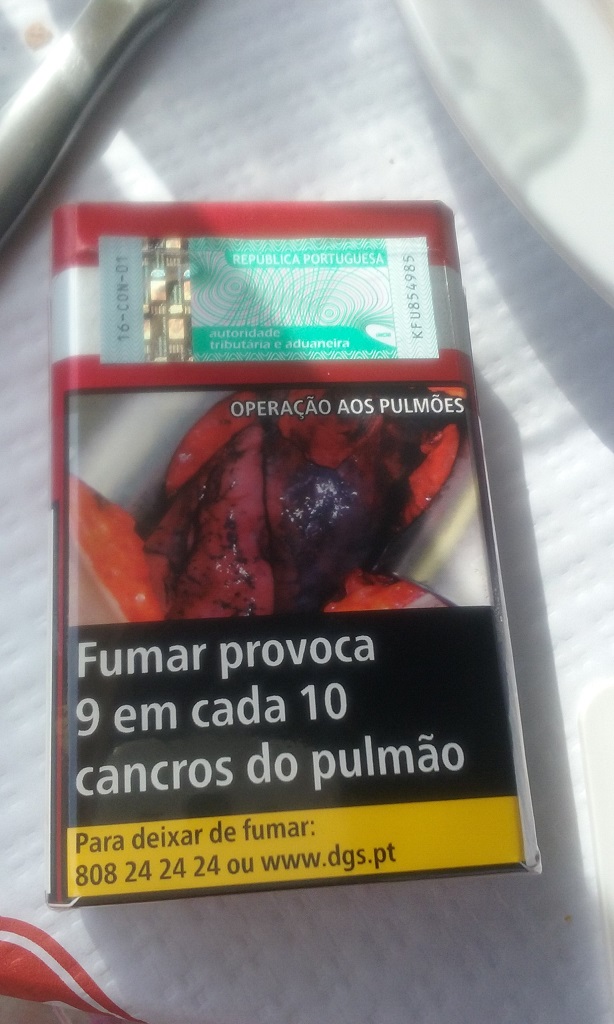 16-CON-01
REPÚBLICA PORTUGUESA
autoridade
tributária e aduaneira
KFU854985
OPERAÇÃO AOS PULMÕES
Fumar provoca
9 em cada 10
cancros do pulmão
Para deixar de fumar:
808 24 24 24 ou www.dgs.pt